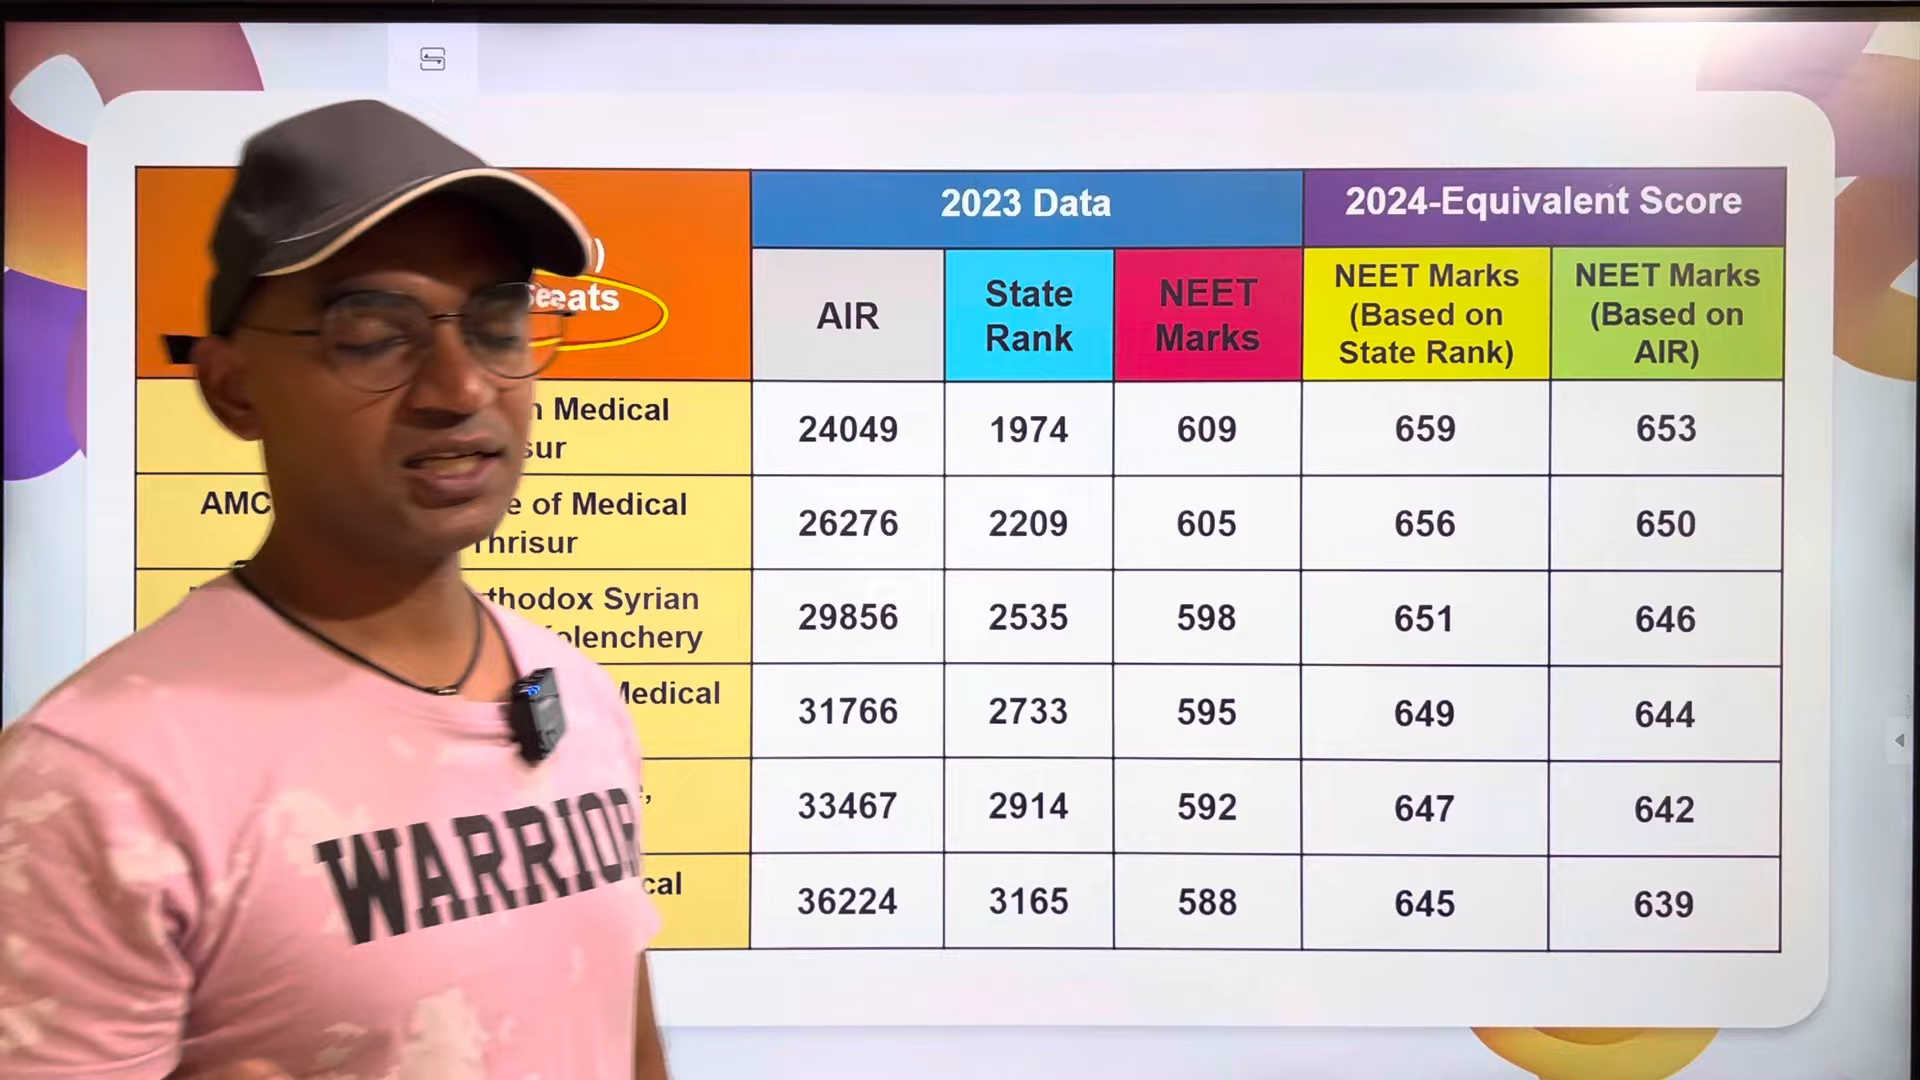 2023 Data
2024-Equivalent Score
AIR
State
Rank
NEET
Marks
NEET Marks
(Based on
State Rank)
NEET Marks
(Based on
AIR)
Medical
24049 1974 609 659 653
AMC
e of Medical
Thrisur
26276 2209 605 656 650
thodox Syrian
olenchery
29856 2535 598 651 646
Medical
31766 2733 595 649 644
33467 2914 592 647 642
cal
36224 3165 588 645 639
WARRIOR